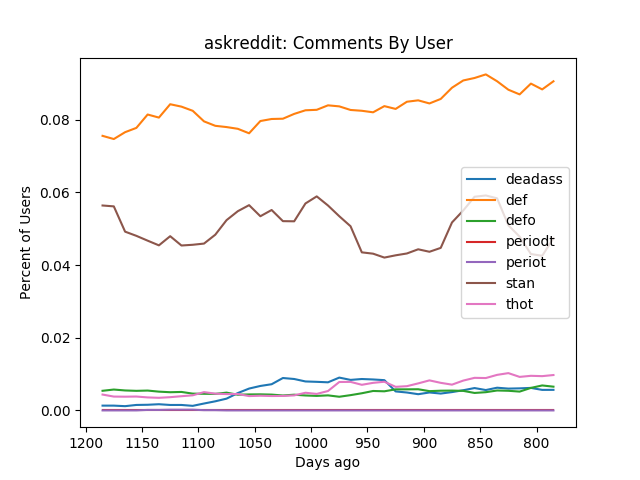 askreddit: Comments By User
Percent of Users
0.08
0.06
0.04
0.02
0.00
deadass
def
defo
periodt
periot
stan
thot
1200
1150
1100
1050
1000
950
900
850
800
Days ago